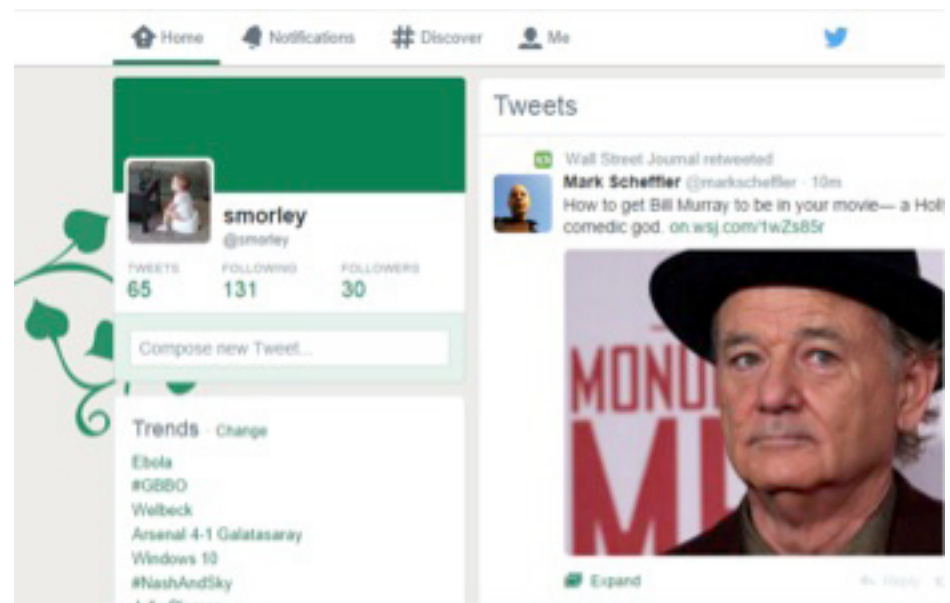 Home Notifications Discover Me
smorley
@smorley
TWEETS FOLLOWING FOLLOWERS
65 131 30
Compose new Tweet...
Trends · Change
Ebola
#GBBO
Welbeck
Arsenal 4-1 Galatasaray
Windows 10
#NashAndSky
Tweets
Wall Street Journal retweeted
Mark Scheffler @markscheffler · 10m
How to get Bill Murray to be in your movie— a Holl
comedic god. on.wsj.com/1wZs85r
MONU
MU
Expand Reply